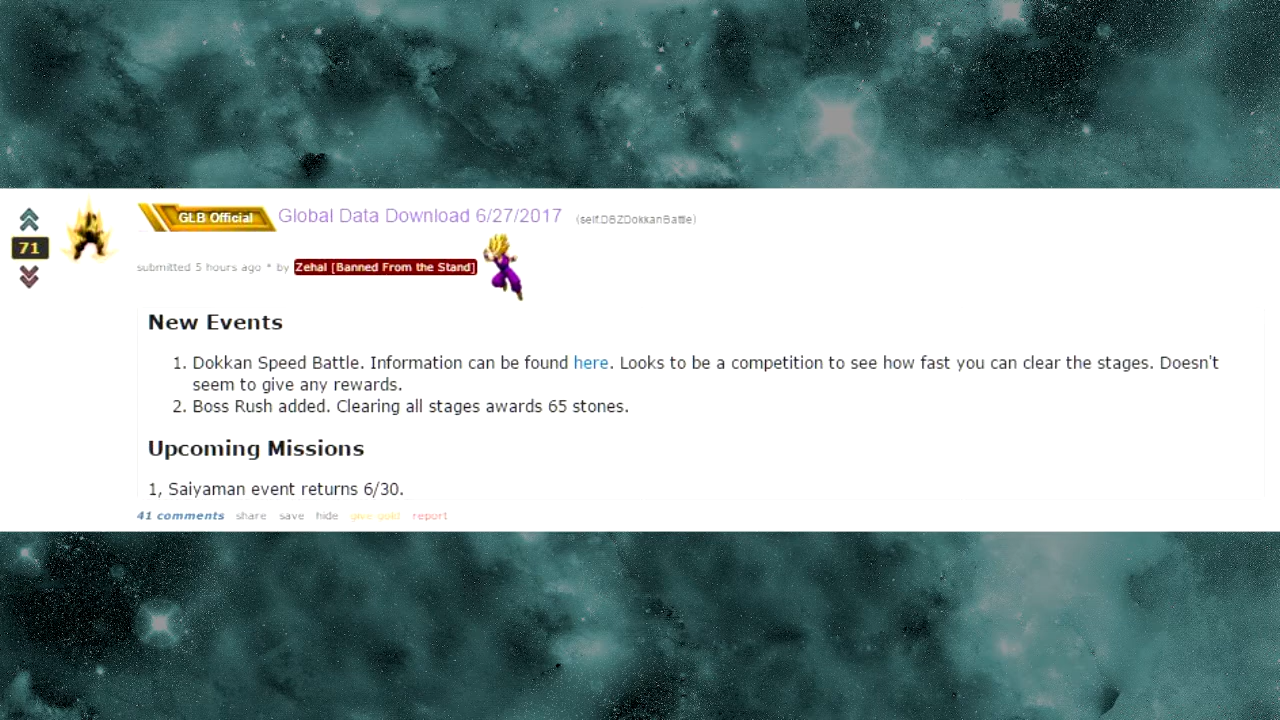 GLB Official Global Data Download 6/27/2017 (self.DBZDokkanBattle)
71
submitted 5 hours ago * by Zehal [Banned From the Stand]
New Events
1. Dokkan Speed Battle. Information can be found here. Looks to be a competition to see how fast you can clear the stages. Doesn't
seem to give any rewards.
2. Boss Rush added. Clearing all stages awards 65 stones.
Upcoming Missions
1, Saiyaman event returns 6/30.
41 comments share save hide give gold report